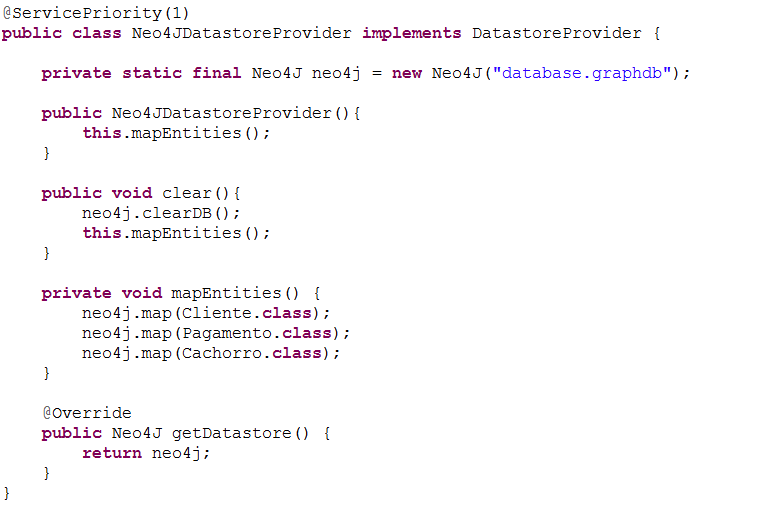 @ServicePriority(1)
public class Neo4JDatastoreProvider implements DatastoreProvider {
private static final Neo4J neo4j = new Neo4J("database.graphdb");
public Neo4JDatastoreProvider(){
this.mapEntities();
}
public void clear(){
neo4j.clearDB();
this.mapEntities();
}
private void mapEntities() {
neo4j.map(Cliente.class);
neo4j.map(Pagamento.class);
neo4j.map(Cachorro.class);
}
@Override
public Neo4J getDatastore() {
return neo4j;
}
}